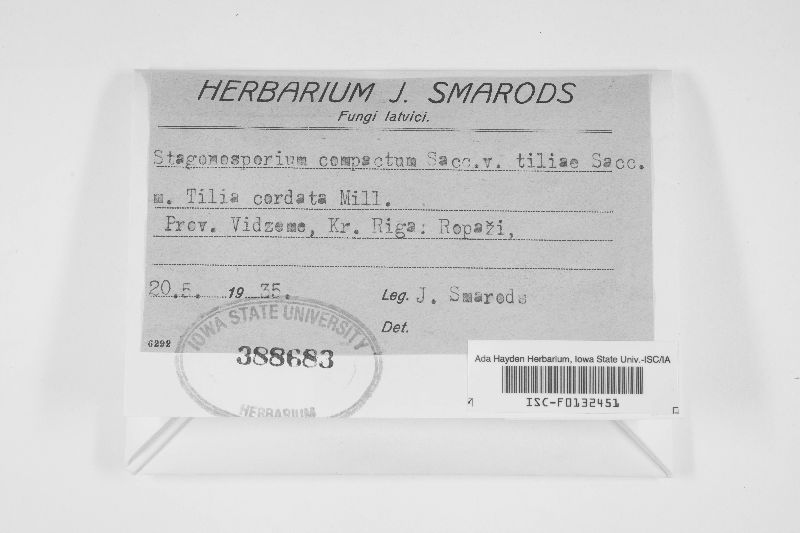 HERBARIUM J. SMARODS
Fungi latvici.
Stagonosporium compactum Sacc.v. tiliae Sacc.
m. Tilia cordata Mill.
Prov. Vidzeme, Kr. Riga: Ropaži,
20.5. 19 35. Leg. J. Smarods
Det.
6292
IOWA STATE UNIVERSITY
388683
HERBARIUM
Ada Hayden Herbarium, Iowa State Univ.-ISC/IA
ISC-F0132451